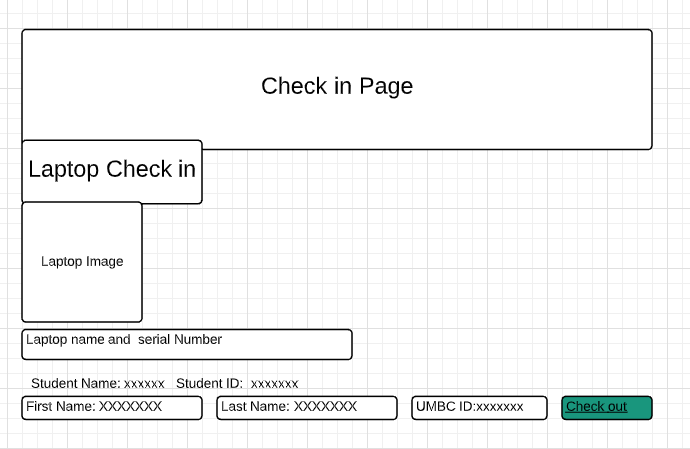 Check in Page
Laptop Check in
Laptop Image
Laptop name and  serial Number
Student Name: xxxxxx   Student ID:  xxxxxxx
First Name: XXXXXXX   Last Name: XXXXXXX   UMBC ID:xxxxxxx   Check out